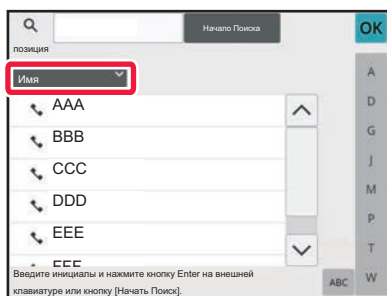 Начало Поиска
OK
позиция
Имя
AAA
BBB
CCC
DDD
EEE
FFF
Введите инициалы и нажмите кнопку Enter на внешней
клавиатуре или кнопку [Начать Поиск].
A
D
G
J
M
P
T
W
ABC